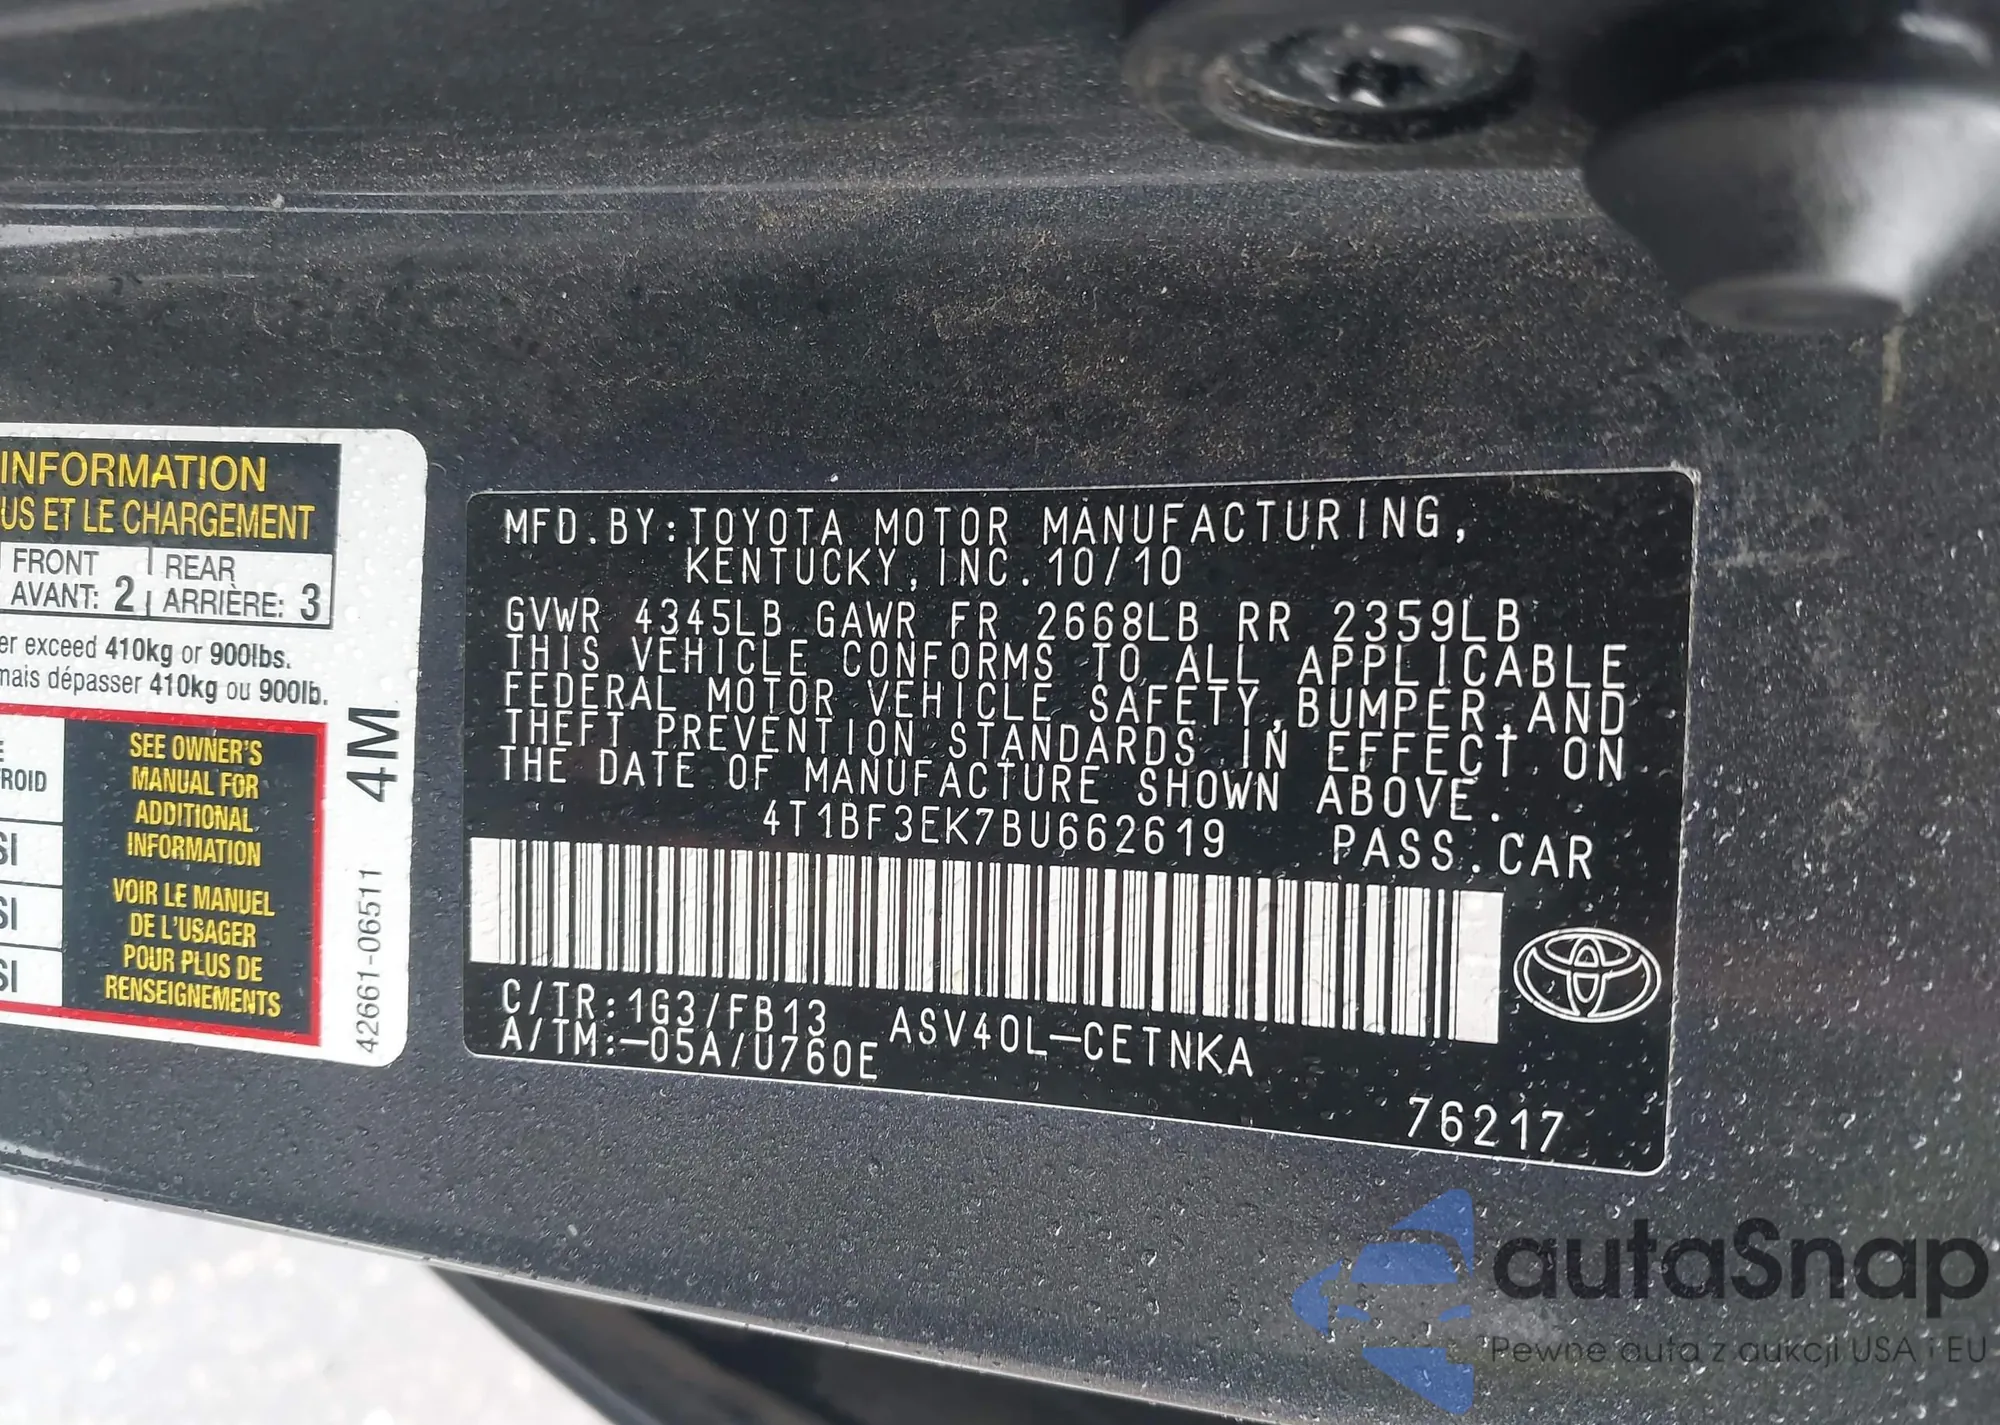 INFORMATION
US ET LE CHARGEMENT
FRONT
AVANT: 2
REAR
ARRIÈRE: 3
er exceed 410kg or 900lbs.
mais dépasser 410kg ou 900lb.
E
ROID
SI
SI
SI
SEE OWNER'S
MANUAL FOR
ADDITIONAL
INFORMATION
VOIR LE MANUEL
DE L'USAGER
POUR PLUS DE
RENSEIGNEMENTS
4M
42661-06511
MFD.BY:TOYOTA MOTOR MANUFACTURING,
KENTUCKY, INC. 10/10
GVWR 4345LB GAWR FR 2668LB RR 2359LB
THIS VEHICLE CONFORMS TO ALL APPLICABLE
FEDERAL MOTOR VEHICLE SAFETY, BUMPER, AND
THEFT PREVENTION STANDARDS IN EFFECT ON
THE DATE OF MANUFACTURE SHOWN ABOVE.
4T1BF3EK7BU662619 PASS.CAR
C/TR:1G3/FB13 ASV40L-CETNKA
A/TM:-05A/U760E
76217
autaSnap
Pewne auta z aukcji USA i EU